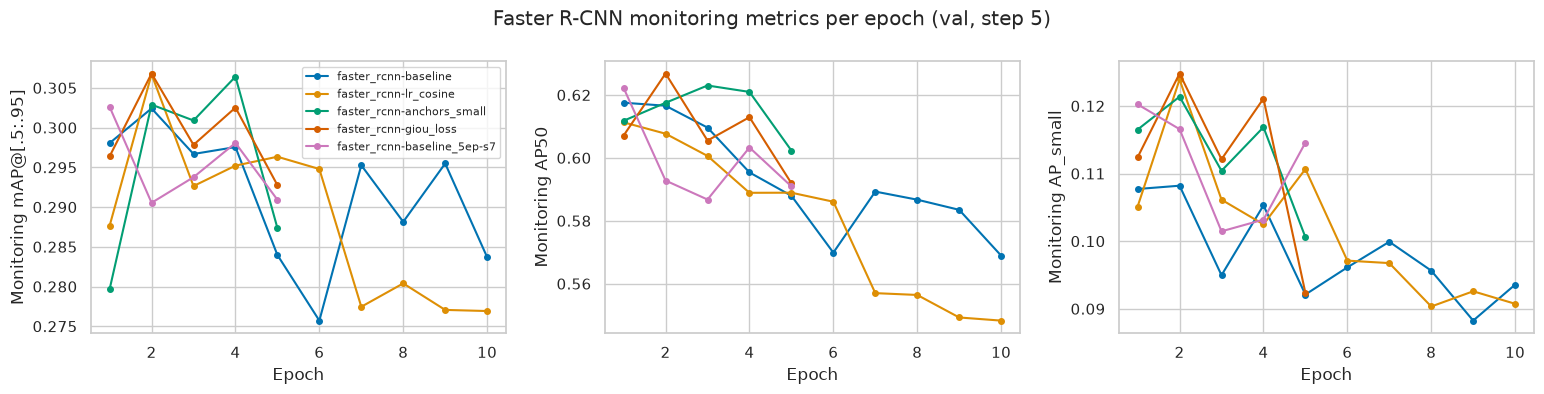 Faster R-CNN monitoring metrics per epoch (val, step 5)
Monitoring mAP@[.5:.95]
0.305
0.300
0.295
0.290
0.285
0.280
0.275
2
4
6
8
10
Epoch
faster_rcnn-baseline
faster_rcnn-lr_cosine
faster_rcnn-anchors_small
faster_rcnn-giou_loss
faster_rcnn-baseline_5ep-s7
Monitoring AP50
0.62
0.60
0.58
0.56
2
4
6
8
10
Epoch
Monitoring AP_small
0.12
0.11
0.10
0.09
2
4
6
8
10
Epoch